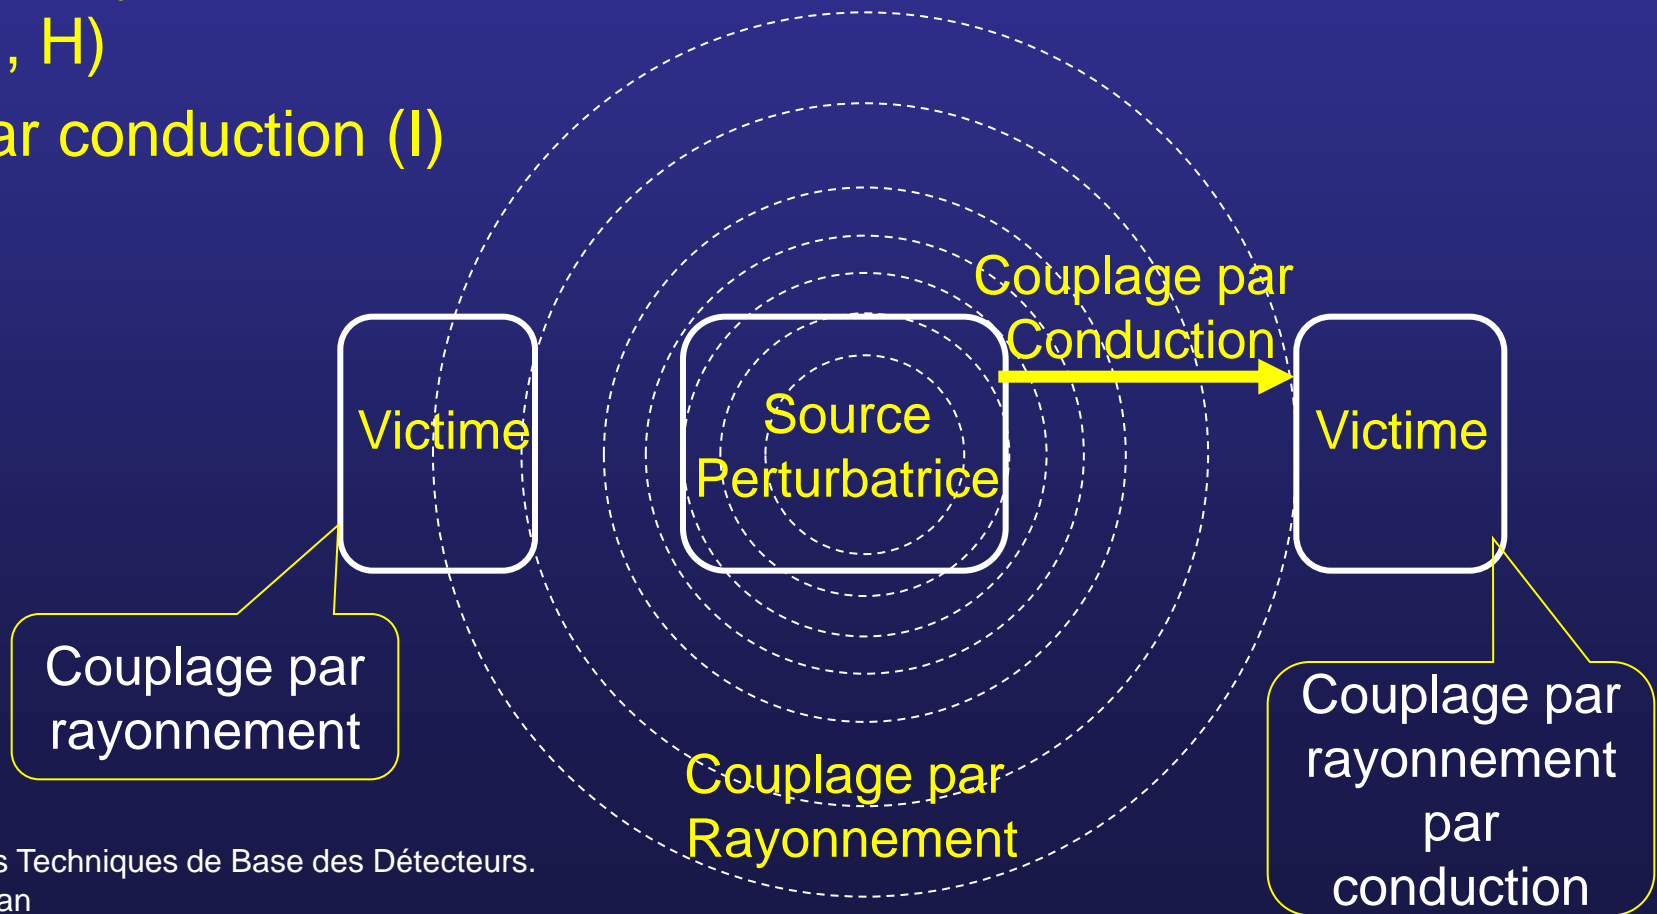 , H)
ar conduction (I)
Couplage par
Conduction
Victime
Source
Perturbatrice
Victime
Couplage par
rayonnement
Couplage par
rayonnement
par
conduction
Couplage par
Rayonnement
s Techniques de Base des Détecteurs.
an